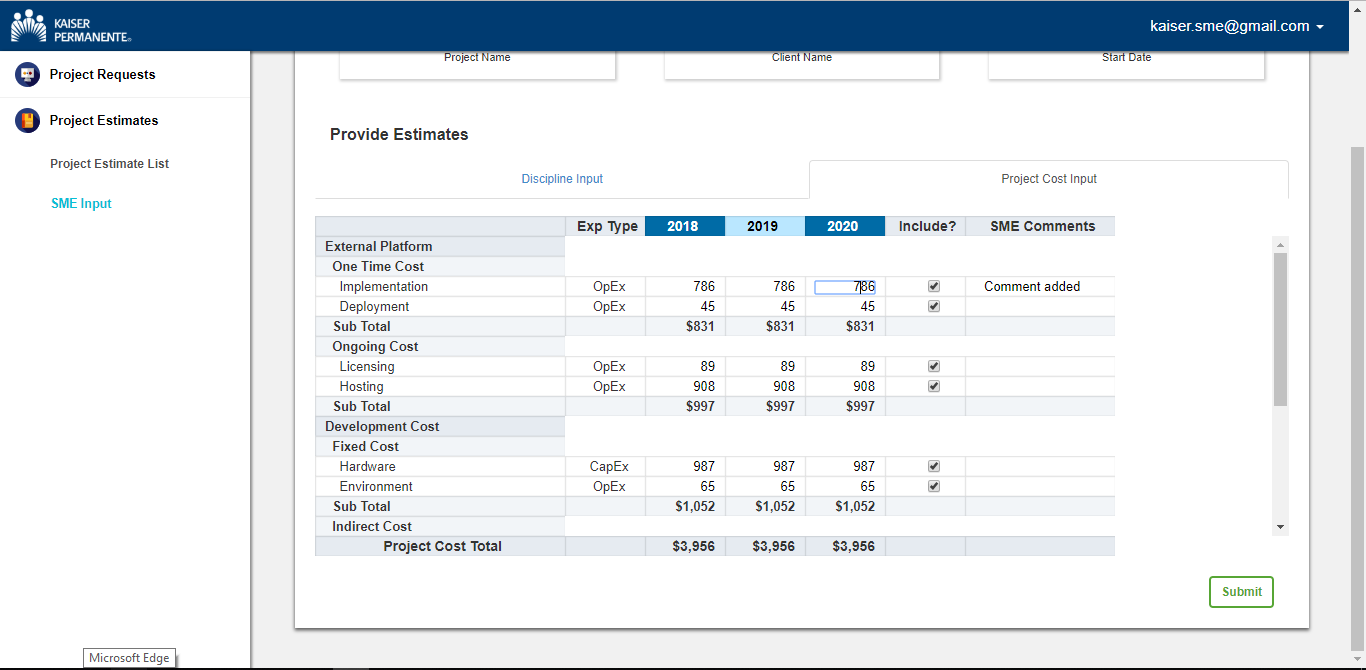 KAISER
PERMANENTE®
kaiser.sme@gmail.com
Project Requests
Project Estimates
Project Estimate List
SME Input
Project Name Client Name Start Date
Provide Estimates
Discipline Input Project Cost Input
Exp Type 2018 2019 2020 Include? SME Comments
External Platform
One Time Cost
Implementation OpEx 786 786 786 Comment added
Deployment OpEx 45 45 45
Sub Total $831 $831 $831
Ongoing Cost
Licensing OpEx 89 89 89
Hosting OpEx 908 908 908
Sub Total $997 $997 $997
Development Cost
Fixed Cost
Hardware CapEx 987 987 987
Environment OpEx 65 65 65
Sub Total $1,052 $1,052 $1,052
Indirect Cost
Project Cost Total $3,956 $3,956 $3,956
Submit
Microsoft Edge